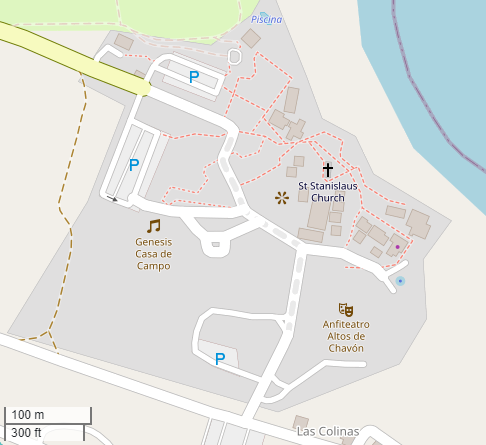 Piscina
P
P
St Stanislaus
Church
Genesis
Casa de
Campo
Anfiteatro
Altos de
Chavón
P
100 m
300 ft
Las Colinas